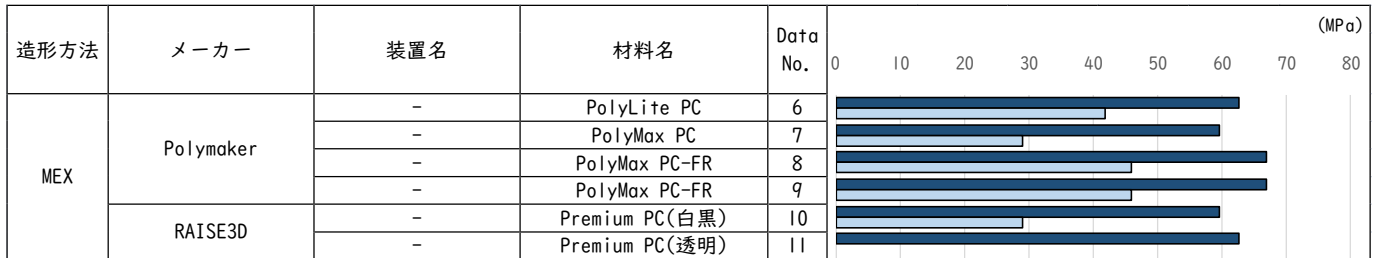 造形方法 メーカー 装置名 材料名 Data No. (MPa)
0 10 20 30 40 50 60 70 80
MEX Polymaker - PolyLite PC 6
- PolyMax PC 7
- PolyMax PC-FR 8
- PolyMax PC-FR 9
RAISE3D - Premium PC(白黒) 10
- Premium PC(透明) 11